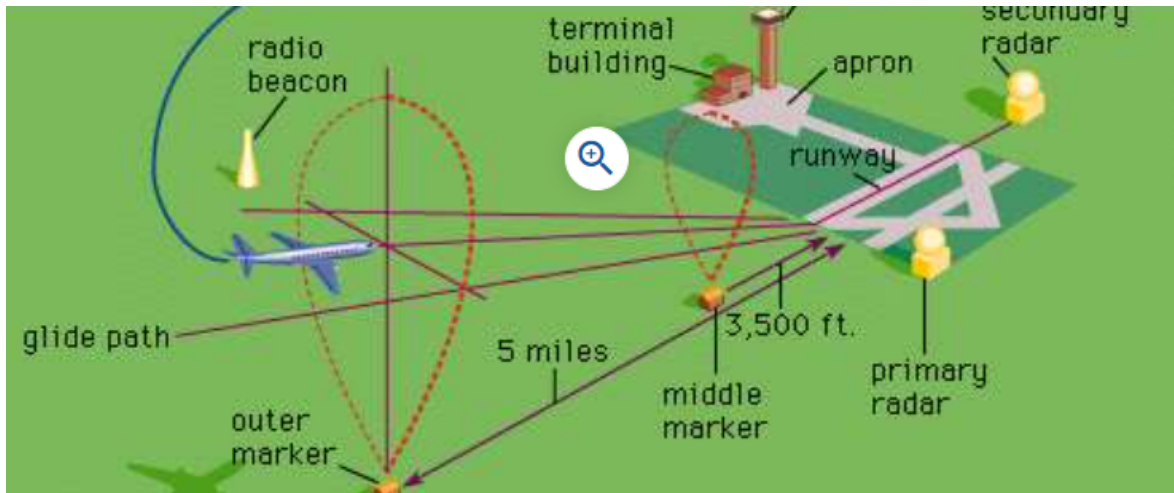 terminal
building
secondary
radar
radio
beacon
apron
runway
glide path
3,500 ft.
5 miles
primary
radar
middle
marker
outer
marker